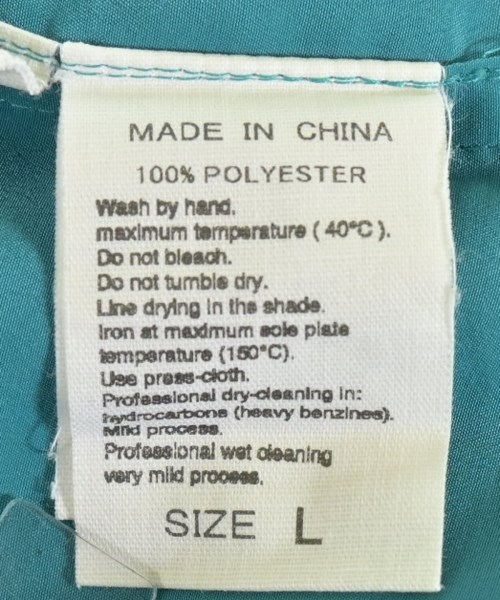 MADE IN CHINA
100% POLYESTER
Wash by hand.
maximum temperature ( 40°C ).
Do not bleach.
Do not tumble dry.
Line drying in the shade.
Iron at maximum sole plate
temperature (150°C).
Use press-cloth.
Professional dry-cleaning in:
hydrocarbons (heavy benzines).
Mild process.
Professional wet cleaning
very mild process.
SIZE L